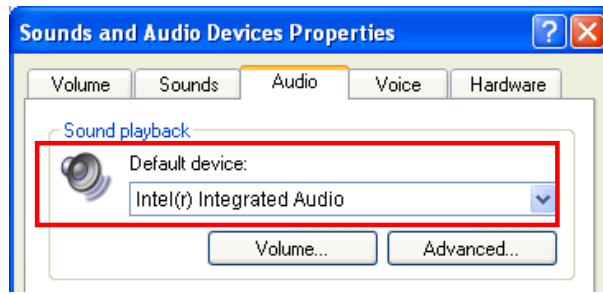 Sounds and Audio Devices Properties
Volume Sounds Audio Voice Hardware
Sound playback
Default device:
Intel(r) Integrated Audio
Volume... Advanced...